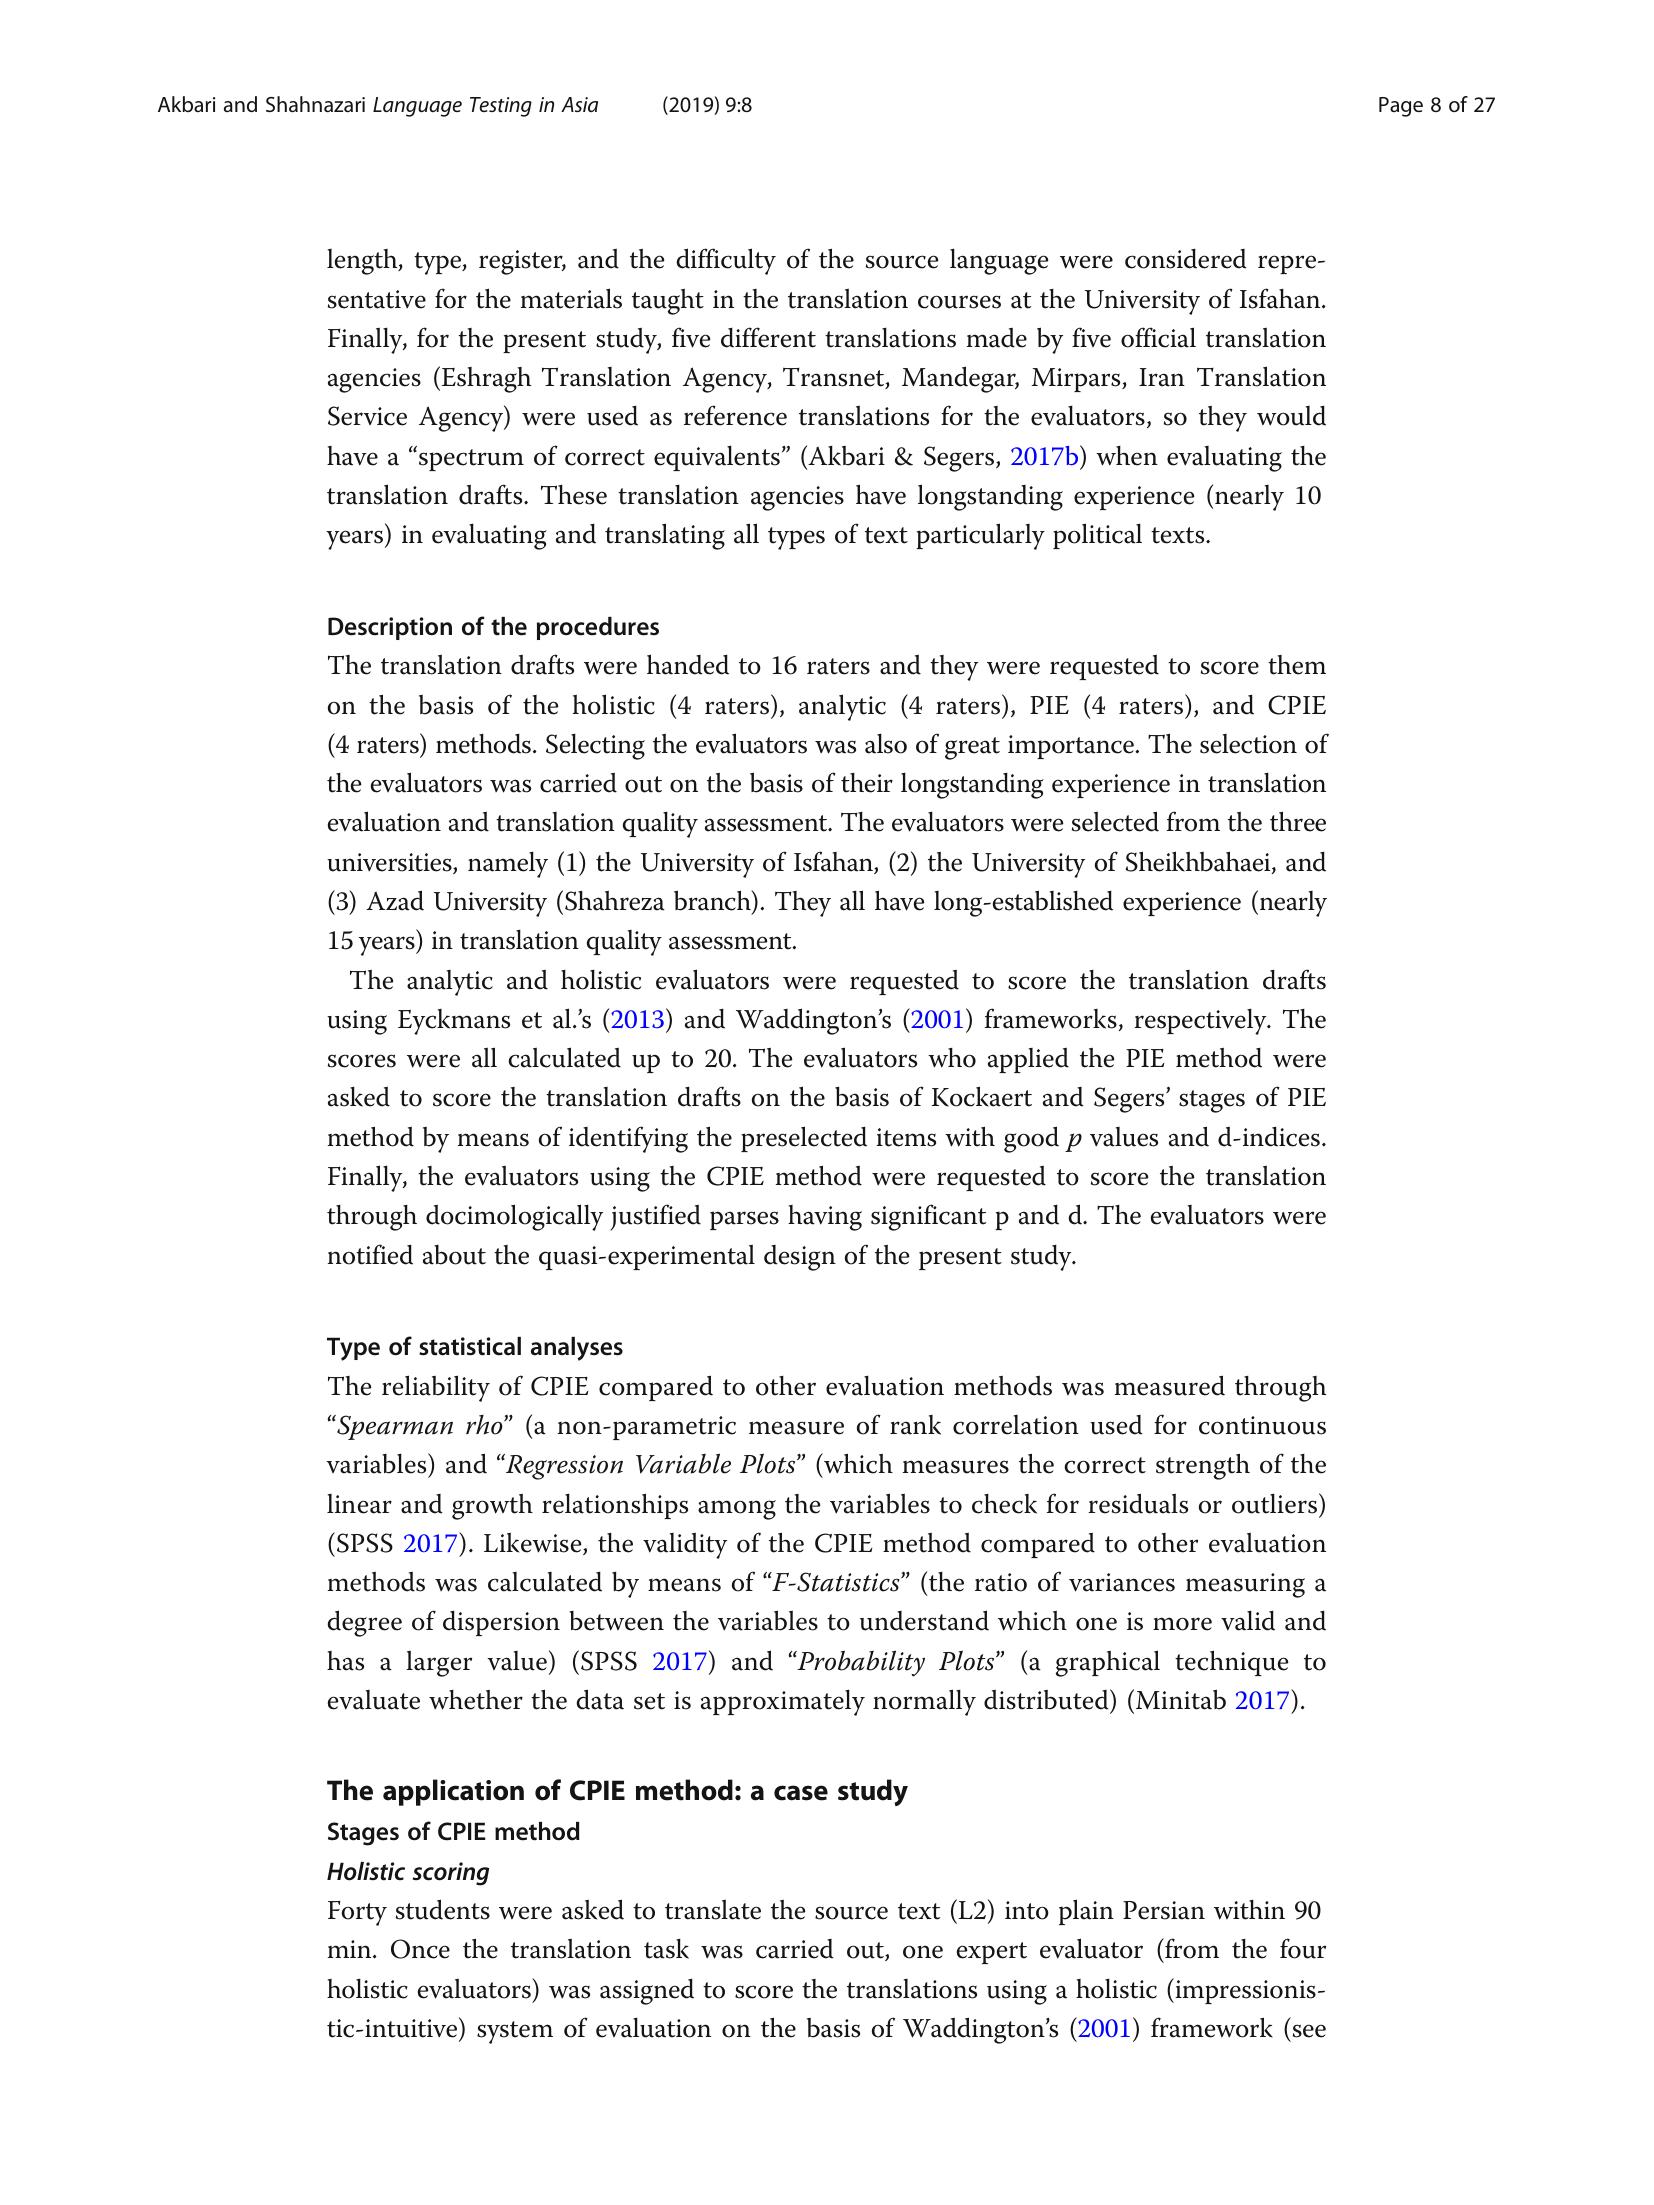 Akbari and Shahnazari Language Testing in Asia (2019) 9:8 Page 8 of 27
length, type, register, and the difficulty of the source language were considered repre-
sentative for the materials taught in the translation courses at the University of Isfahan.
Finally, for the present study, five different translations made by five official translation
agencies (Eshragh Translation Agency, Transnet, Mandegar, Mirpars, Iran Translation
Service Agency) were used as reference translations for the evaluators, so they would
have a “spectrum of correct equivalents” (Akbari & Segers, 2017b) when evaluating the
translation drafts. These translation agencies have longstanding experience (nearly 10
years) in evaluating and translating all types of text particularly political texts.
Description of the procedures
The translation drafts were handed to 16 raters and they were requested to score them
on the basis of the holistic (4 raters), analytic (4 raters), PIE (4 raters), and CPIE
(4 raters) methods. Selecting the evaluators was also of great importance. The selection of
the evaluators was carried out on the basis of their longstanding experience in translation
evaluation and translation quality assessment. The evaluators were selected from the three
universities, namely (1) the University of Isfahan, (2) the University of Sheikhbahaei, and
(3) Azad University (Shahreza branch). They all have long-established experience (nearly
15 years) in translation quality assessment.
The analytic and holistic evaluators were requested to score the translation drafts
using Eyckmans et al.’s (2013) and Waddington’s (2001) frameworks, respectively. The
scores were all calculated up to 20. The evaluators who applied the PIE method were
asked to score the translation drafts on the basis of Kockaert and Segers’ stages of PIE
method by means of identifying the preselected items with good p values and d-indices.
Finally, the evaluators using the CPIE method were requested to score the translation
through docimologically justified parses having significant p and d. The evaluators were
notified about the quasi-experimental design of the present study.
Type of statistical analyses
The reliability of CPIE compared to other evaluation methods was measured through
“Spearman rho” (a non-parametric measure of rank correlation used for continuous
variables) and “Regression Variable Plots” (which measures the correct strength of the
linear and growth relationships among the variables to check for residuals or outliers)
(SPSS 2017). Likewise, the validity of the CPIE method compared to other evaluation
methods was calculated by means of “F-Statistics” (the ratio of variances measuring a
degree of dispersion between the variables to understand which one is more valid and
has a larger value) (SPSS 2017) and “Probability Plots” (a graphical technique to
evaluate whether the data set is approximately normally distributed) (Minitab 2017).
The application of CPIE method: a case study
Stages of CPIE method
Holistic scoring
Forty students were asked to translate the source text (L2) into plain Persian within 90
min. Once the translation task was carried out, one expert evaluator (from the four
holistic evaluators) was assigned to score the translations using a holistic (impressionis-
tic-intuitive) system of evaluation on the basis of Waddington’s (2001) framework (see